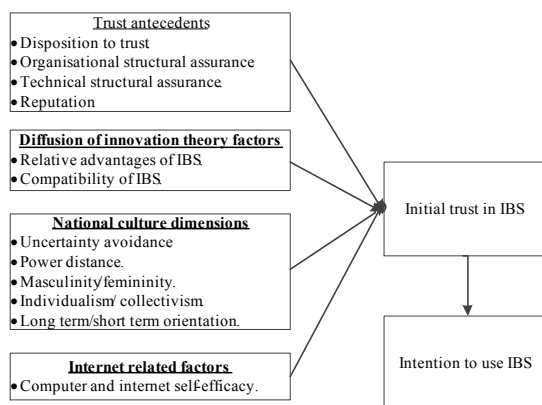 Trust antecedents
• Disposition to trust
• Organisational structural assurance
• Technical structural assurance.
• Reputation
Diffusion of innovation theory factors
• Relative advantages of IBS.
• Compatibility of IBS.
National culture dimensions
• Uncertainty avoidance
• Power distance.
• Masculinity/femininity.
• Individualism/ collectivism
• Long term/short term orientation.
Internet related factors
• Computer and internet self-efficacy.
Initial trust in IBS
Intention to use IBS